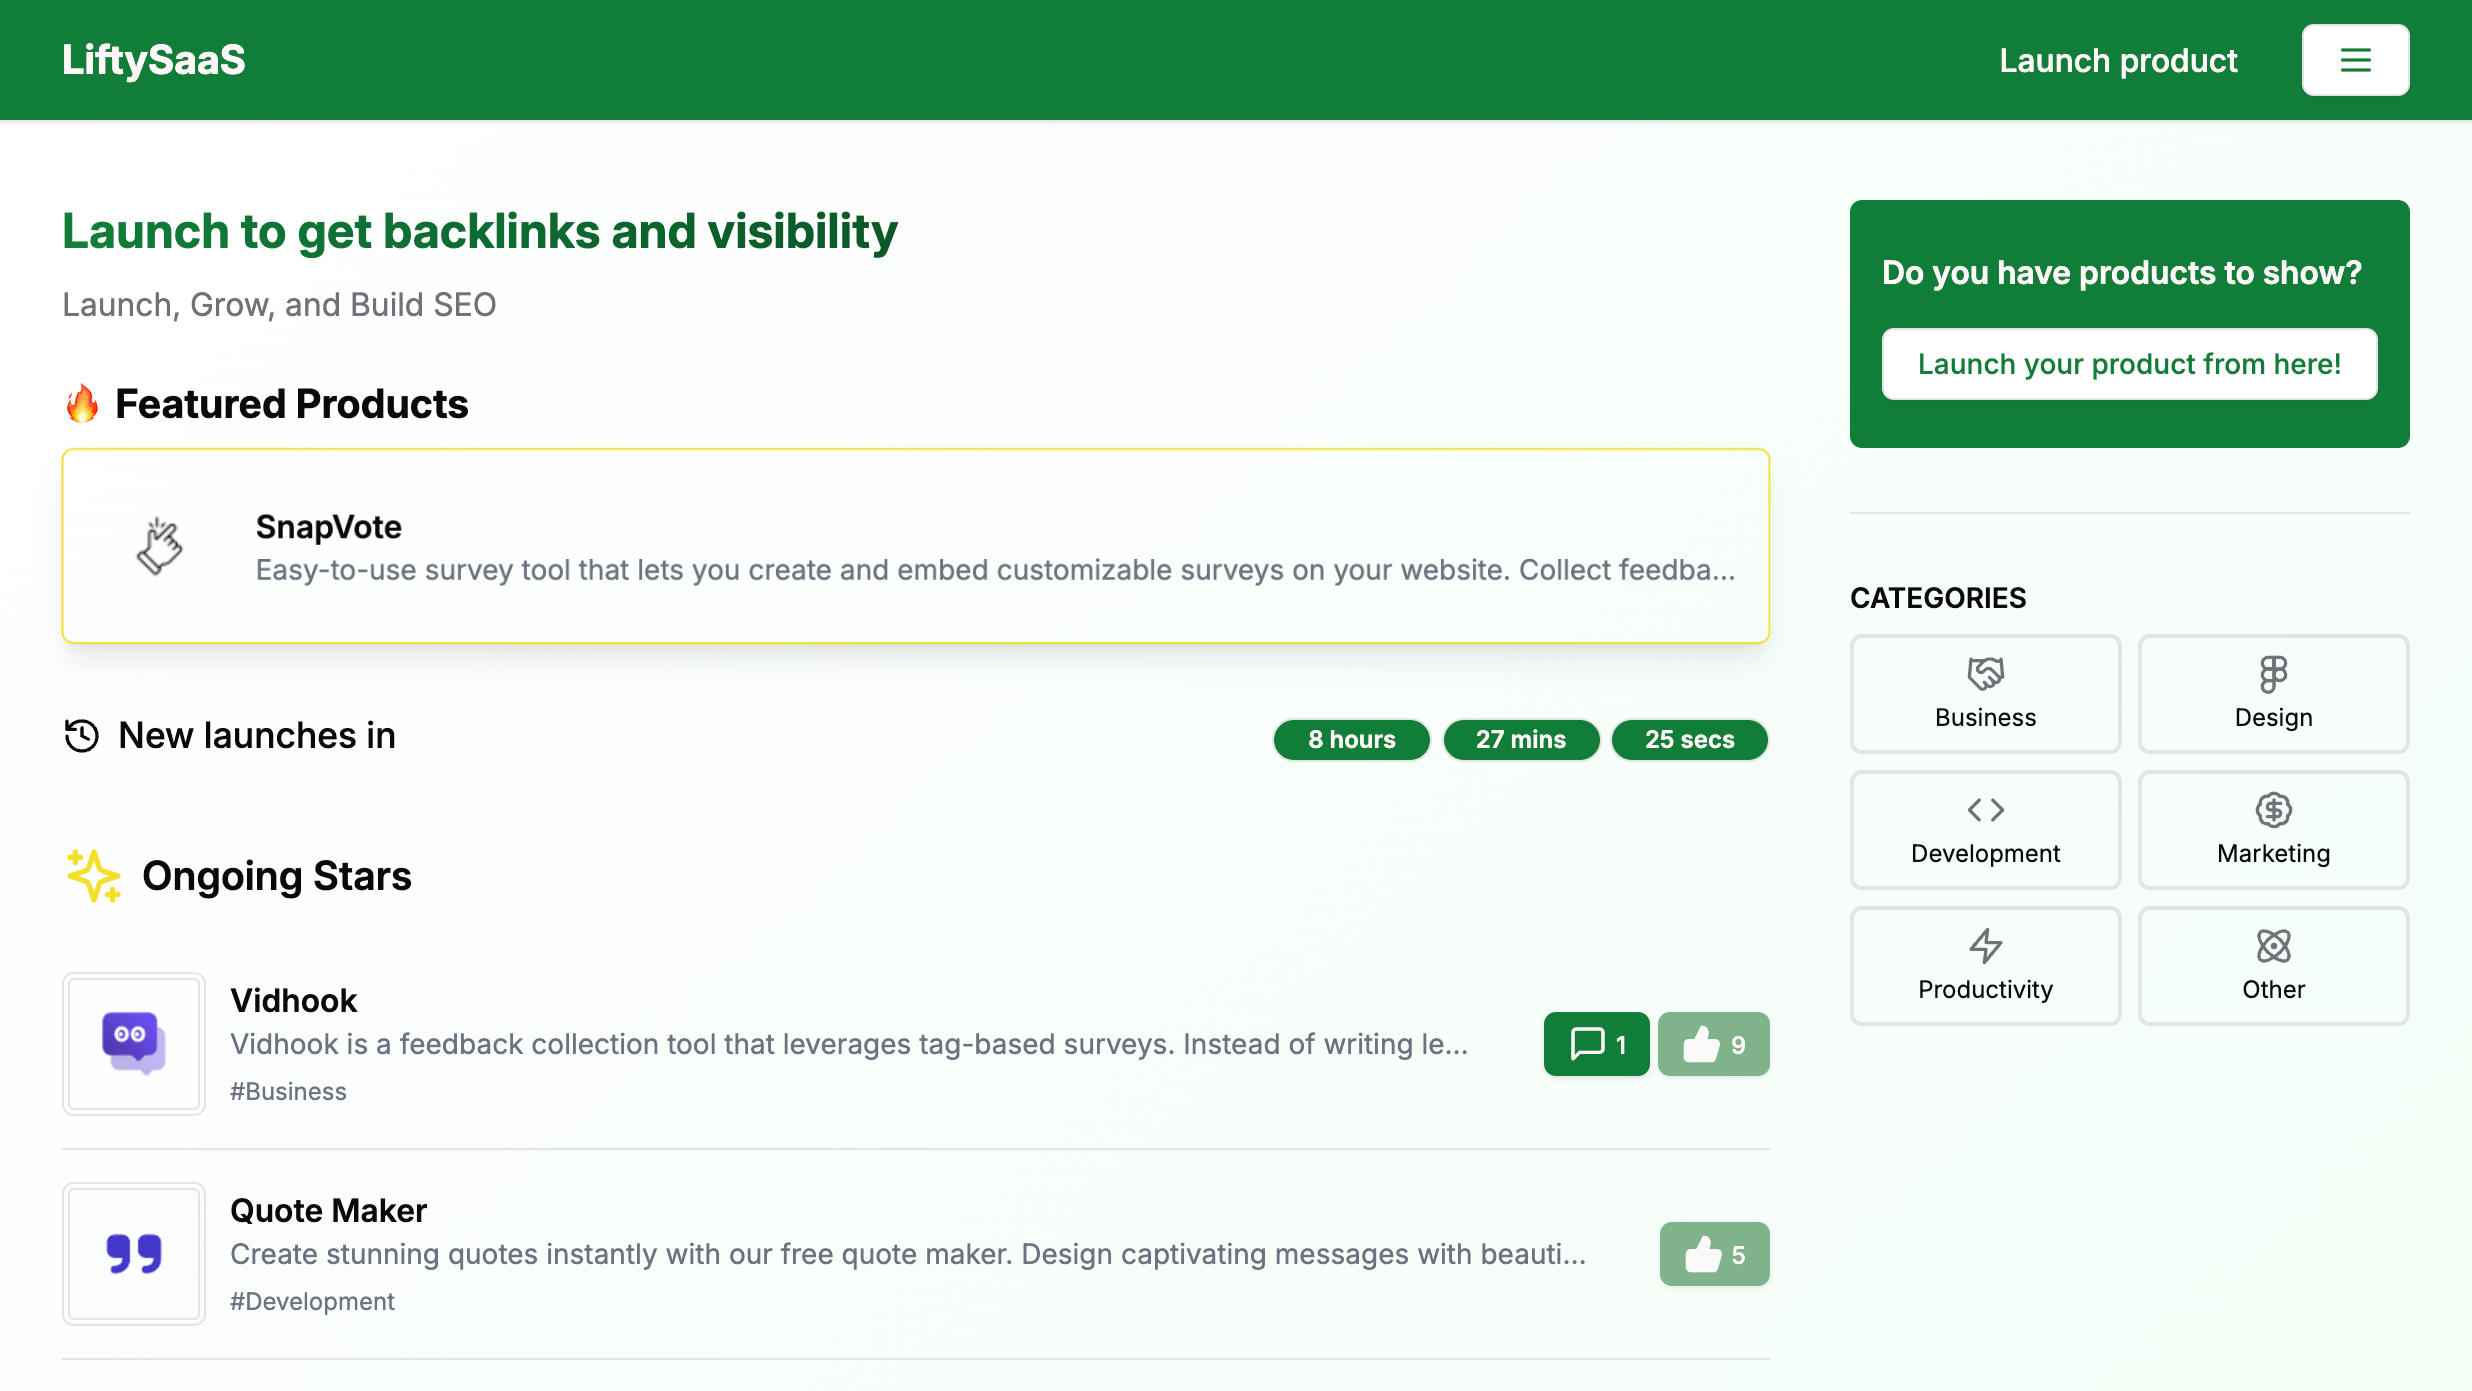 LiftySaaS
Launch product
Launch to get backlinks and visibility
Launch, Grow, and Build SEO
Featured Products
SnapVote
Easy-to-use survey tool that lets you create and embed customizable surveys on your website. Collect feedba...
New launches in
8 hours
27 mins
25 secs
Ongoing Stars
Vidhook
Vidhook is a feedback collection tool that leverages tag-based surveys. Instead of writing le...
#Business
1
9
Quote Maker
Create stunning quotes instantly with our free quote maker. Design captivating messages with beauti...
#Development
5
Do you have products to show?
Launch your product from here!
CATEGORIES
Business
Design
Development
Marketing
Productivity
Other